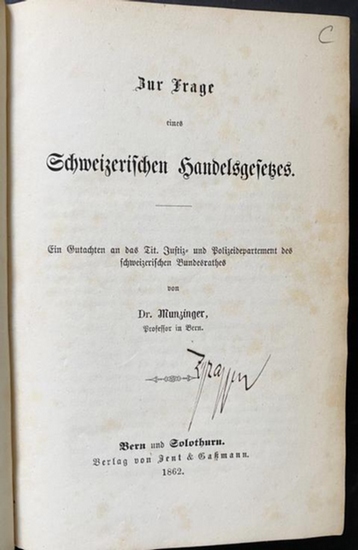 C
Zur Frage
eines
Schweizerischen Handelsgesetzes.
Ein Gutachten an das Tit. Justiz- und Polizeidepartement des
schweizerischen Bundesrathes
von
Dr. Munzinger,
Professor in Bern.
Bern und Solothurn.
Verlag von Jent & Gaßmann.
1862.